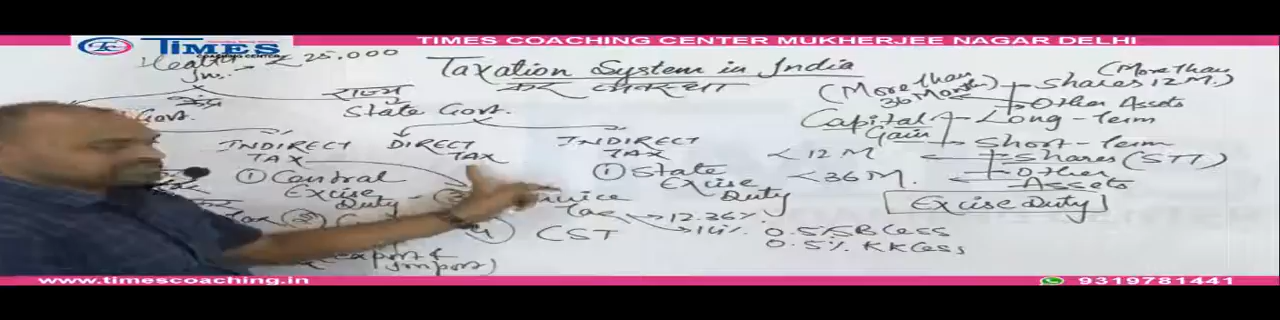 TIMES
COACHING CENTER
TIMES COACHING CENTER MUKHERJEE NAGAR DELHI
Health → ₹ 25,000
Ins.
Taxation System in India
कर व्यवस्था
राज्य
Govt.
State Govt.
INDIRECT
TAX
DIRECT
TAX
INDIRECT
TAX
① Central
Excise
Duty
① State
Excise
Duty
Tax
12.36%
14%
0.5% SB Cess
0.5% KK Cess
④ CST
export &
import)
(More than
36 Month)
Shares (More than
12 M.)
Other Assets
Capital
Gain
Long-term
Short-term
< 12 M
Shares (STT)
< 36 M.
Other
Assets
Excise Duty
www.timescoaching.in
9319781441